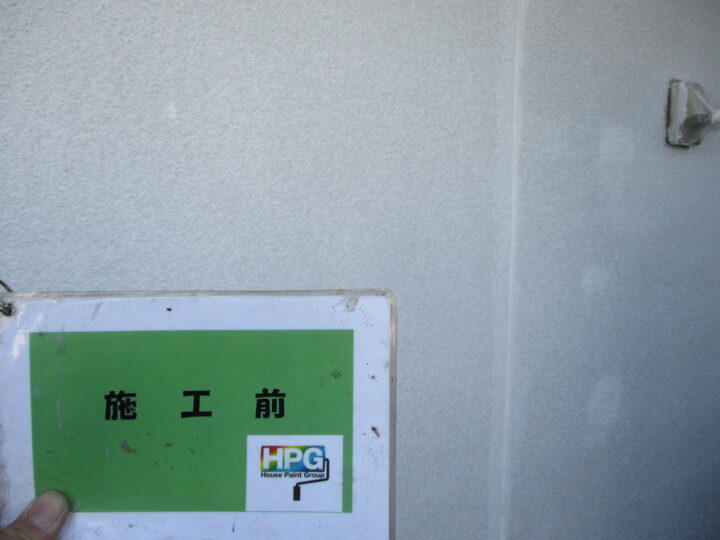 施工前
HPG
House Paint Group